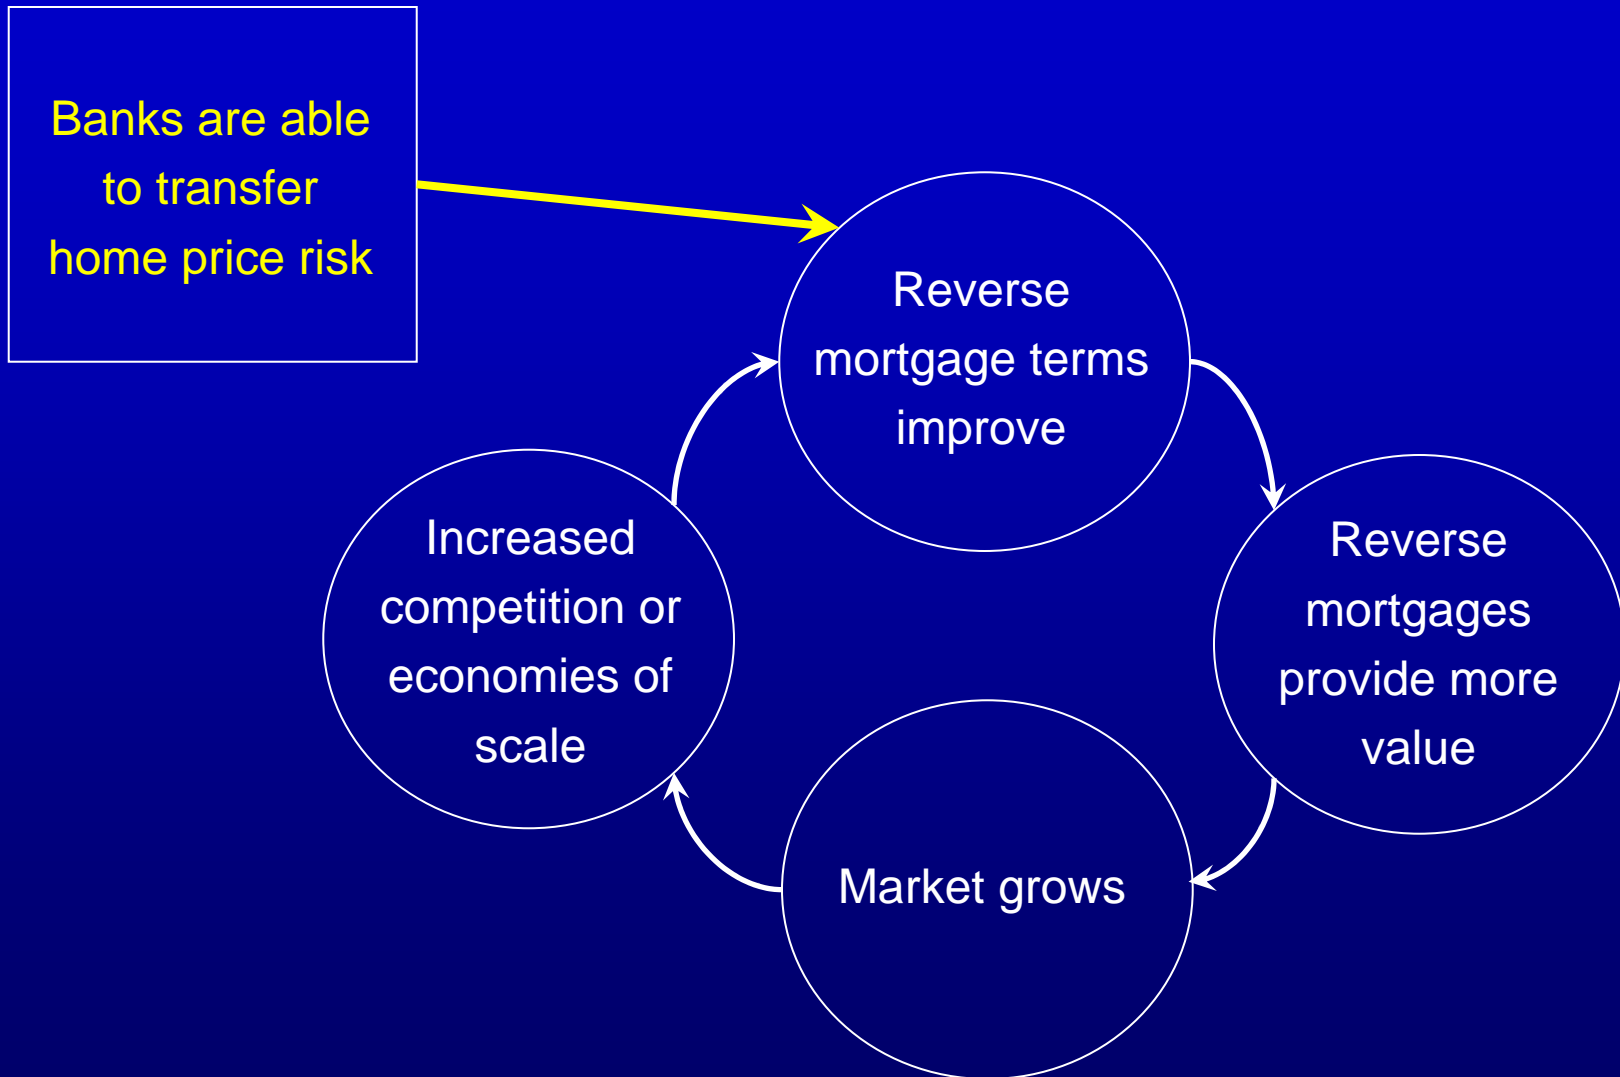 Banks are able
to transfer
home price risk
Reverse
mortgage terms
improve
Reverse
mortgages
provide more
value
Market grows
Increased
competition or
economies of
scale